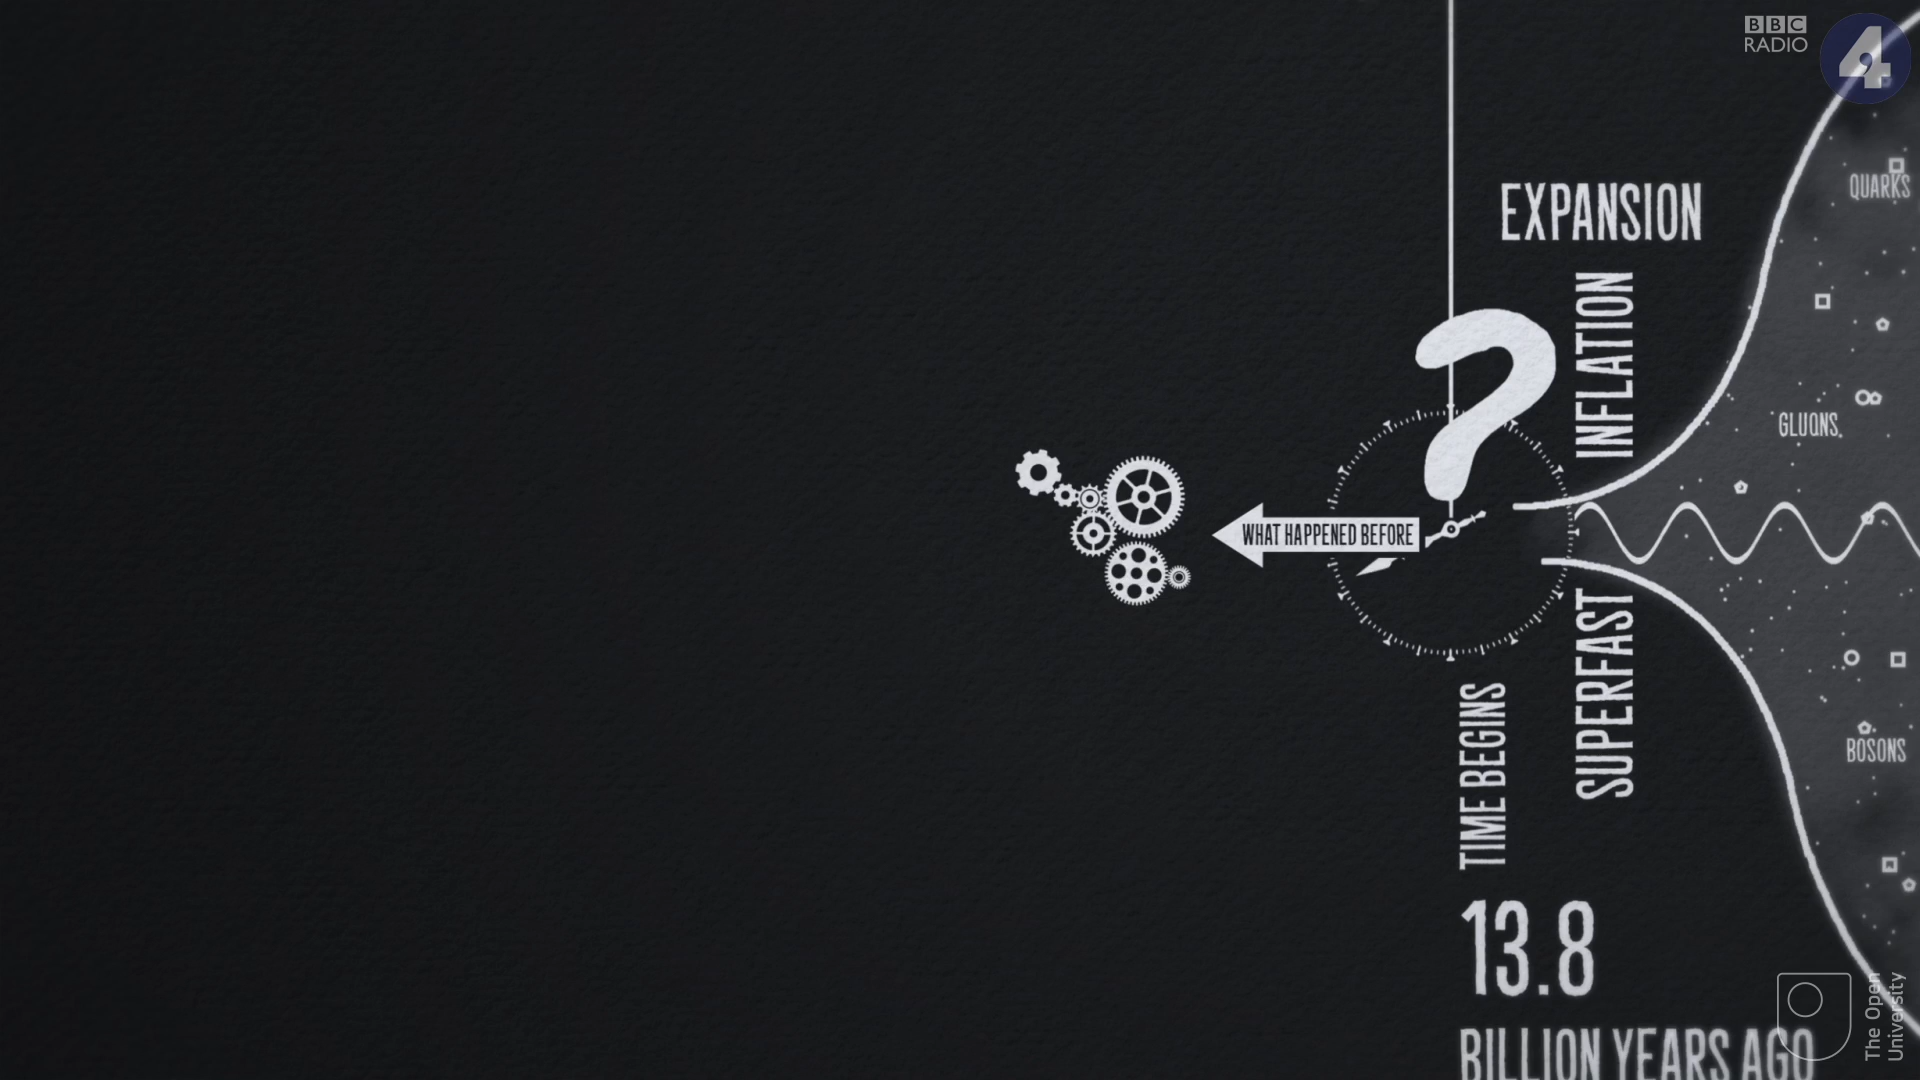 BBC
RADIO
4
QUARKS
EXPANSION
INFLATION
GLUONS
?
WHAT HAPPENED BEFORE
SUPERFAST
TIME BEGINS
BOSONS
13.8
BILLION YEARS AGO
The Open
University